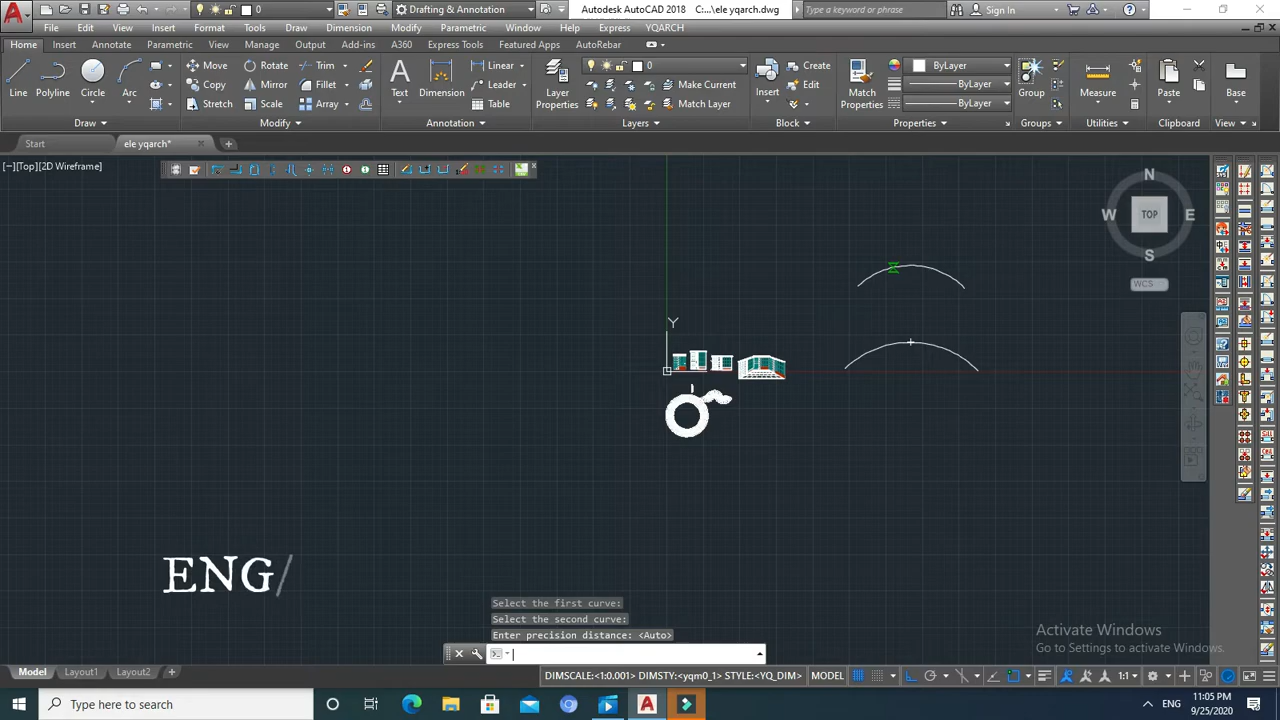 0
Drafting & Annotation
Autodesk AutoCAD 2018 C:\...\ele yqarch.dwg
Type a keyword or phrase
Sign In
File Edit View Insert Format Tools Draw Dimension Modify Parametric Window Help Express YQARCH
Home Insert Annotate Parametric View Manage Output Add-ins A360 Express Tools Featured Apps AutoRebar
Line Polyline Circle Arc
Move Rotate Trim
Copy Mirror Fillet
Stretch Scale Array
Text Dimension
Linear
Leader
Table
Layer Properties
0
Make Current
Match Layer
Insert
Create
Edit
Match Properties
ByLayer
ByLayer
ByLayer
Group
Measure
Paste
Base
Draw Modify Annotation Layers Block Properties Groups Utilities Clipboard View
Start ele yqarch*
[−][Top][2D Wireframe]
N
W TOP E
S
WCS
Y
ENG/
Select the first curve:
Select the second curve:
Enter precision distance: <Auto>
Activate Windows
Go to Settings to activate Windows.
Model Layout1 Layout2
DIMSCALE:<1:0.001> DIMSTY:<yqm0_1> STYLE:<YQ_DIM> MODEL
1:1
Type here to search
ENG
11:05 PM
9/25/2020